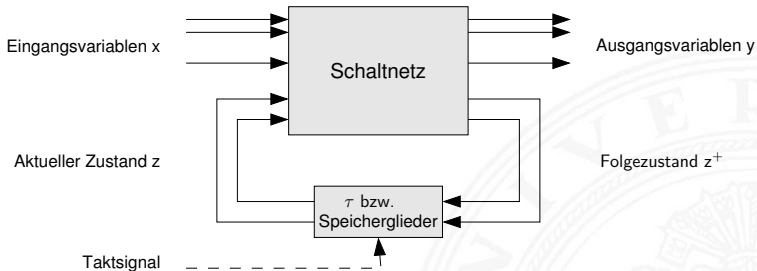 Eingangsvariablen x
Schaltnetz
Ausgangsvariablen y
Aktueller Zustand z
Folgezustand z⁺
τ bzw.
Speicherglieder
Taktsignal